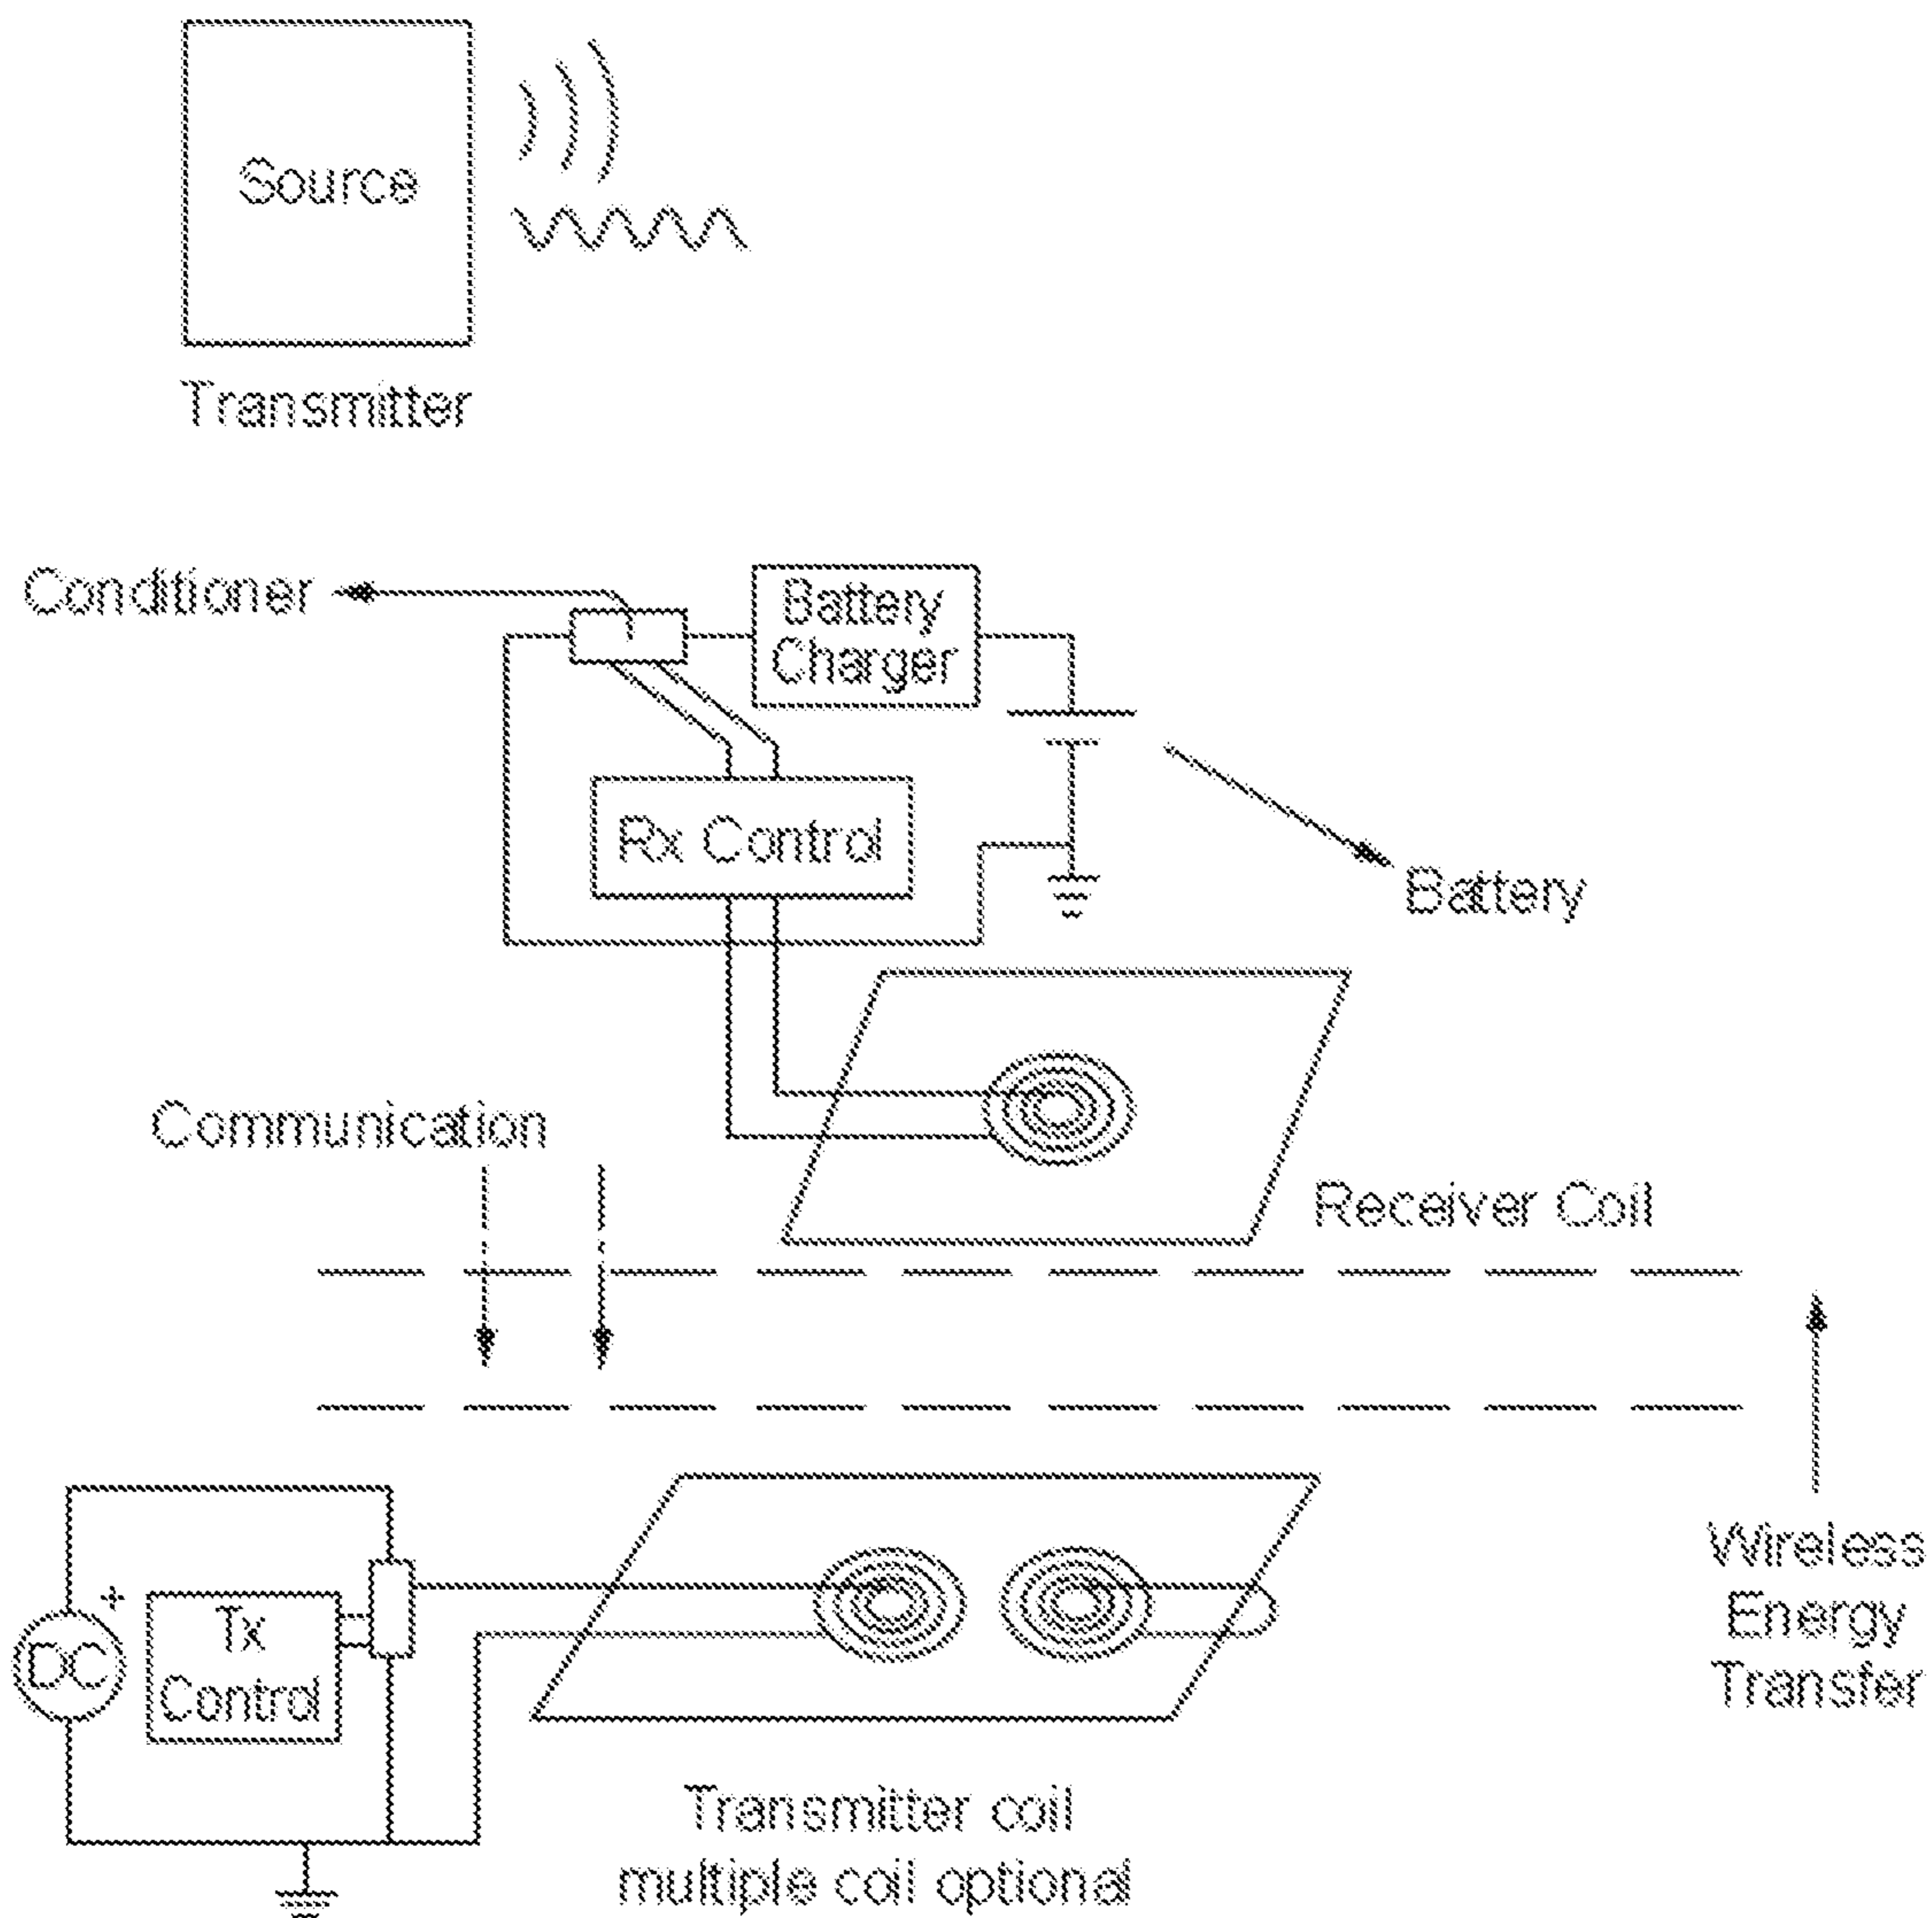 Source
Transmitter
Conditioner
Battery
Charger
Rx Control
Battery
Communication
Receiver Coil
Wireless
Energy
Transfer
+
DC
Tx
Control
Transmitter coil
multiple coil optional